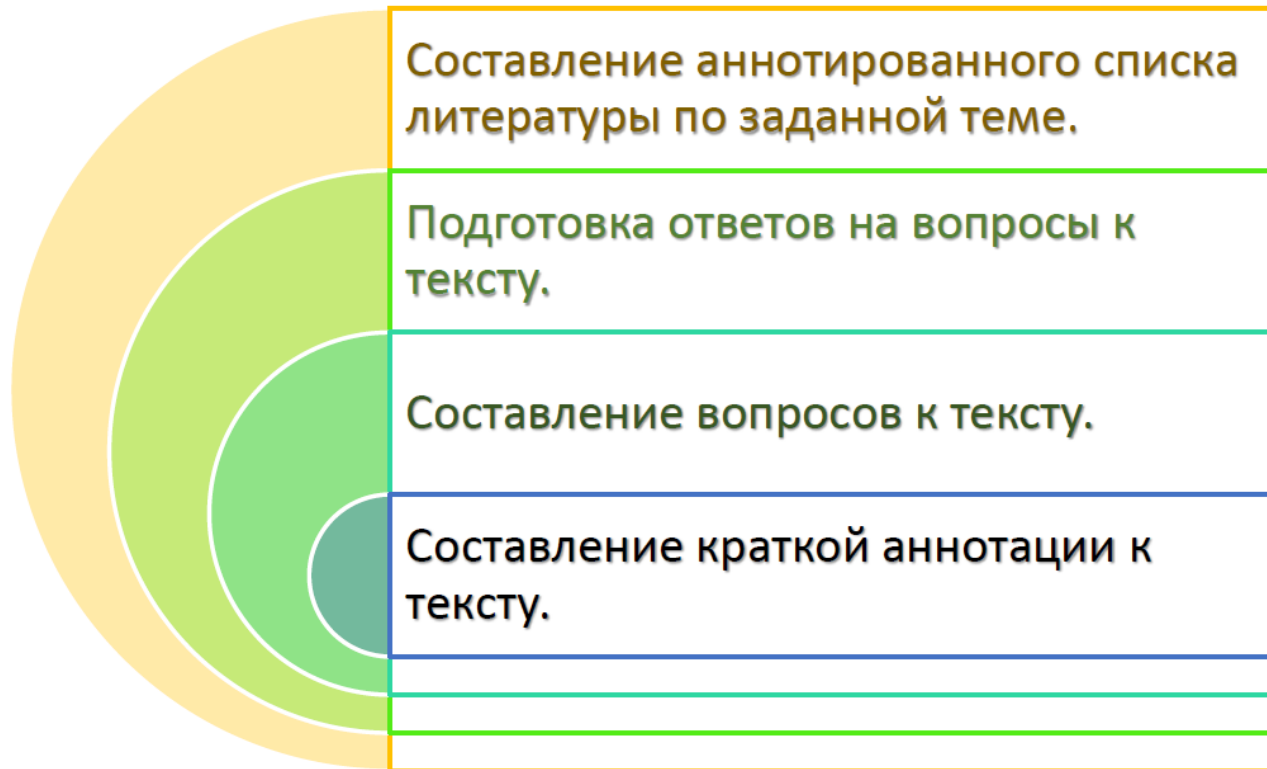 Составление аннотированного списка
литературы по заданной теме.
Подготовка ответов на вопросы к
тексту.
Составление вопросов к тексту.
Составление краткой аннотации к
тексту.